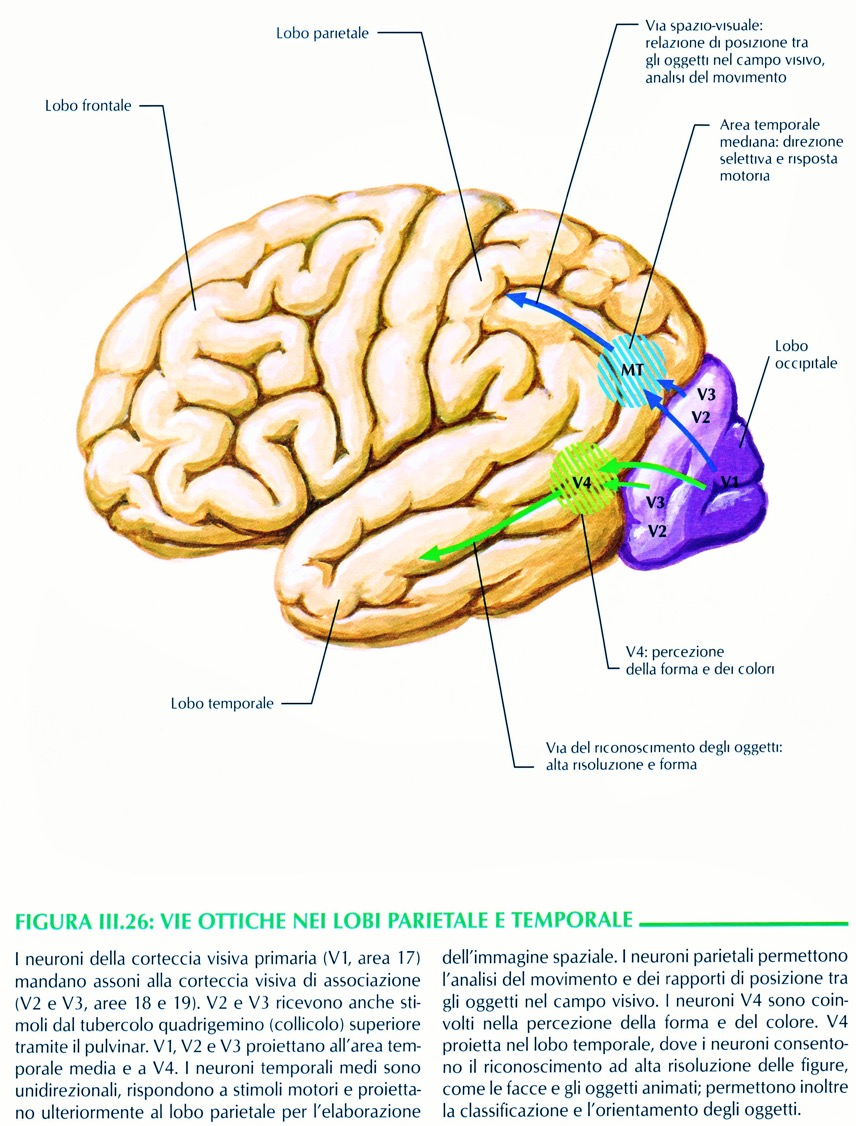 Lobo parietale
Via spazio-visuale:
relazione di posizione tra
gli oggetti nel campo visivo,
analisi del movimento
Lobo frontale
Area temporale
mediana: direzione
selettiva e risposta
motoria
Lobo
occipitale
MT
V3
V2
V4
V1
V3
V2
V4: percezione
della forma e dei colori
Lobo temporale
Via del riconoscimento degli oggetti:
alta risoluzione e forma
FIGURA III.26: VIE OTTICHE NEI LOBI PARIETALE E TEMPORALE
I neuroni della corteccia visiva primaria (V1, area 17)
mandano assoni alla corteccia visiva di associazione
(V2 e V3, aree 18 e 19). V2 e V3 ricevono anche sti-
moli dal tubercolo quadrigemino (collicolo) superiore
tramite il pulvinar. V1, V2 e V3 proiettano all'area tem-
porale media e a V4. I neuroni temporali medi sono
unidirezionali, rispondono a stimoli motori e proietta-
no ulteriormente al lobo parietale per l'elaborazione
dell'immagine spaziale. I neuroni parietali permettono
l'analisi del movimento e dei rapporti di posizione tra
gli oggetti nel campo visivo. I neuroni V4 sono coin-
volti nella percezione della forma e del colore. V4
proietta nel lobo temporale, dove i neuroni consento-
no il riconoscimento ad alta risoluzione delle figure,
come le facce e gli oggetti animati; permettono inoltre
la classificazione e l'orientamento degli oggetti.